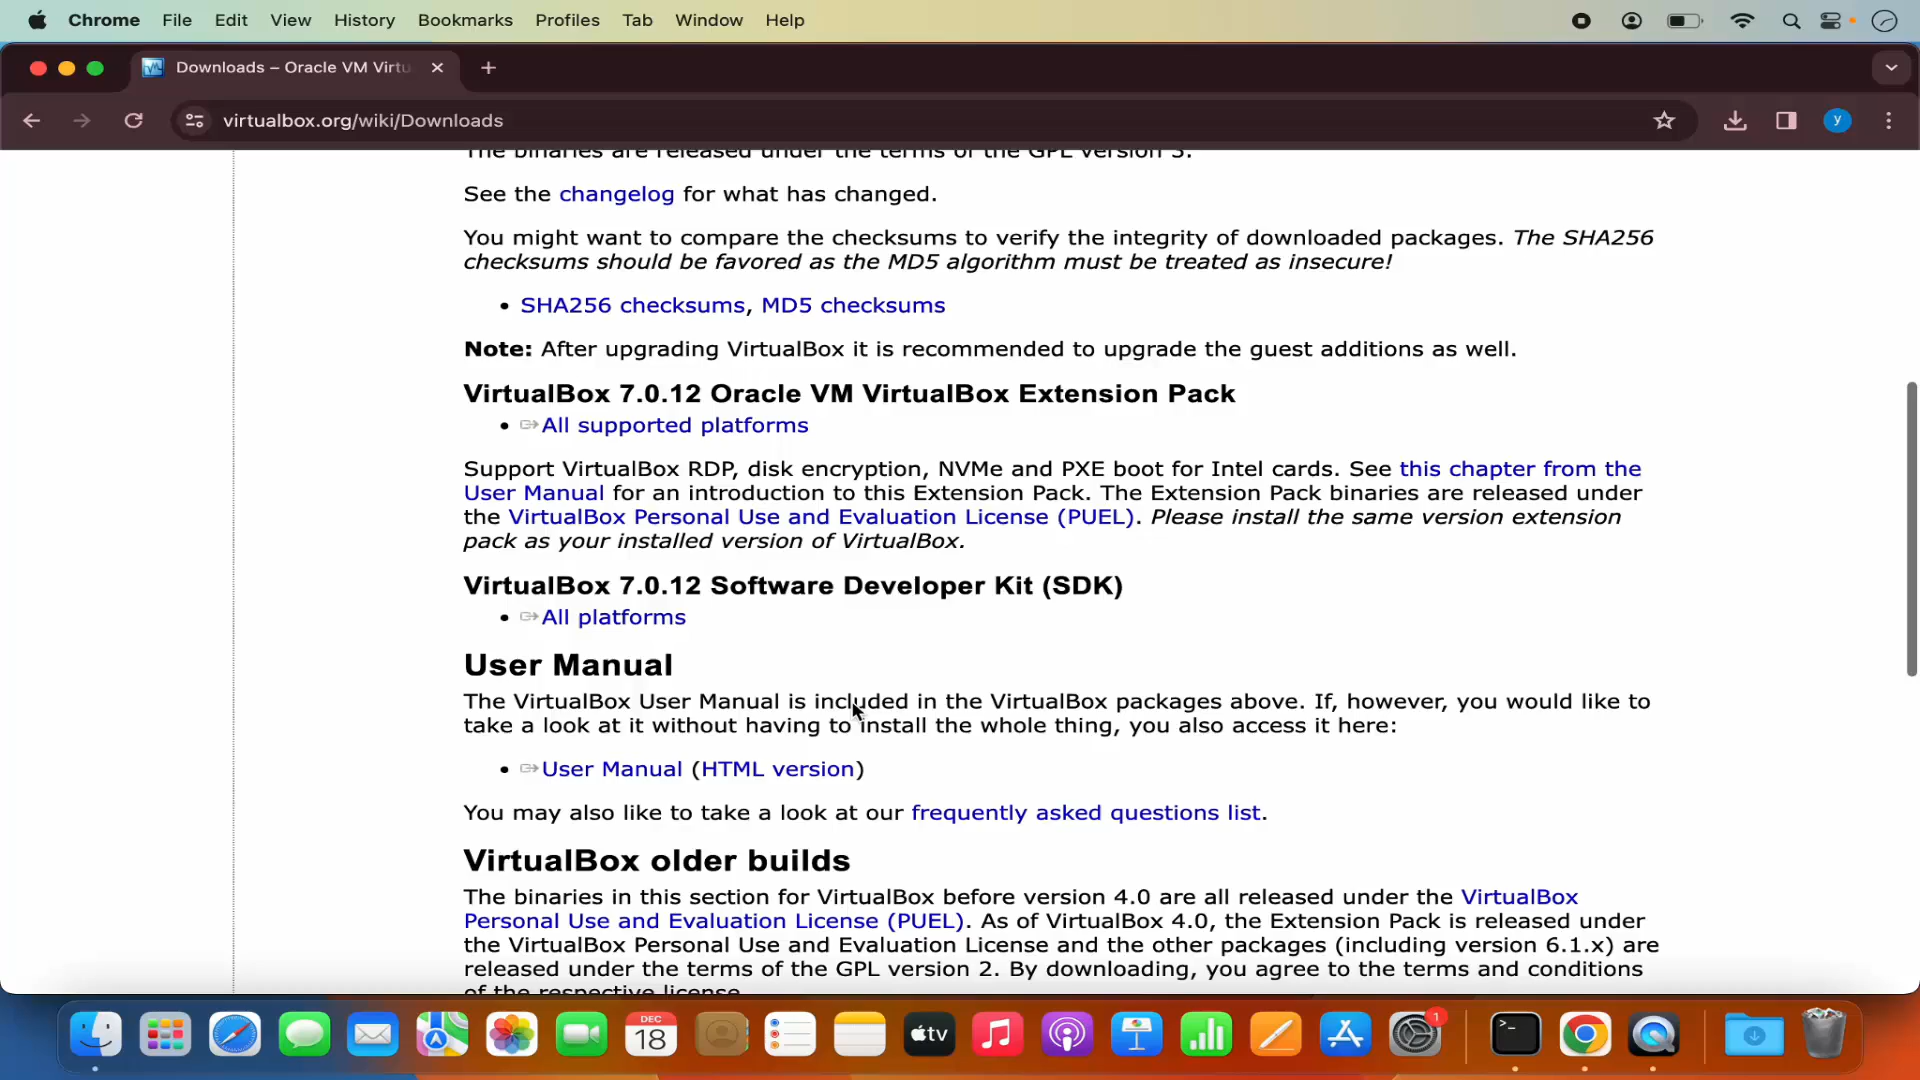 Chrome File Edit View History Bookmarks Profiles Tab Window Help
Downloads – Oracle VM Virtu
virtualbox.org/wiki/Downloads
y
The binaries are released under the terms of the GPL version 3.
See the changelog for what has changed.
You might want to compare the checksums to verify the integrity of downloaded packages. The SHA256
checksums should be favored as the MD5 algorithm must be treated as insecure!
• SHA256 checksums, MD5 checksums
Note: After upgrading VirtualBox it is recommended to upgrade the guest additions as well.
VirtualBox 7.0.12 Oracle VM VirtualBox Extension Pack
• All supported platforms
Support VirtualBox RDP, disk encryption, NVMe and PXE boot for Intel cards. See this chapter from the
User Manual for an introduction to this Extension Pack. The Extension Pack binaries are released under
the VirtualBox Personal Use and Evaluation License (PUEL). Please install the same version extension
pack as your installed version of VirtualBox.
VirtualBox 7.0.12 Software Developer Kit (SDK)
• All platforms
User Manual
The VirtualBox User Manual is included in the VirtualBox packages above. If, however, you would like to
take a look at it without having to install the whole thing, you also access it here:
• User Manual (HTML version)
You may also like to take a look at our frequently asked questions list.
VirtualBox older builds
The binaries in this section for VirtualBox before version 4.0 are all released under the VirtualBox
Personal Use and Evaluation License (PUEL). As of VirtualBox 4.0, the Extension Pack is released under
the VirtualBox Personal Use and Evaluation License and the other packages (including version 6.1.x) are
released under the terms of the GPL version 2. By downloading, you agree to the terms and conditions
of the respective license.
DEC
18
tv
1
>_